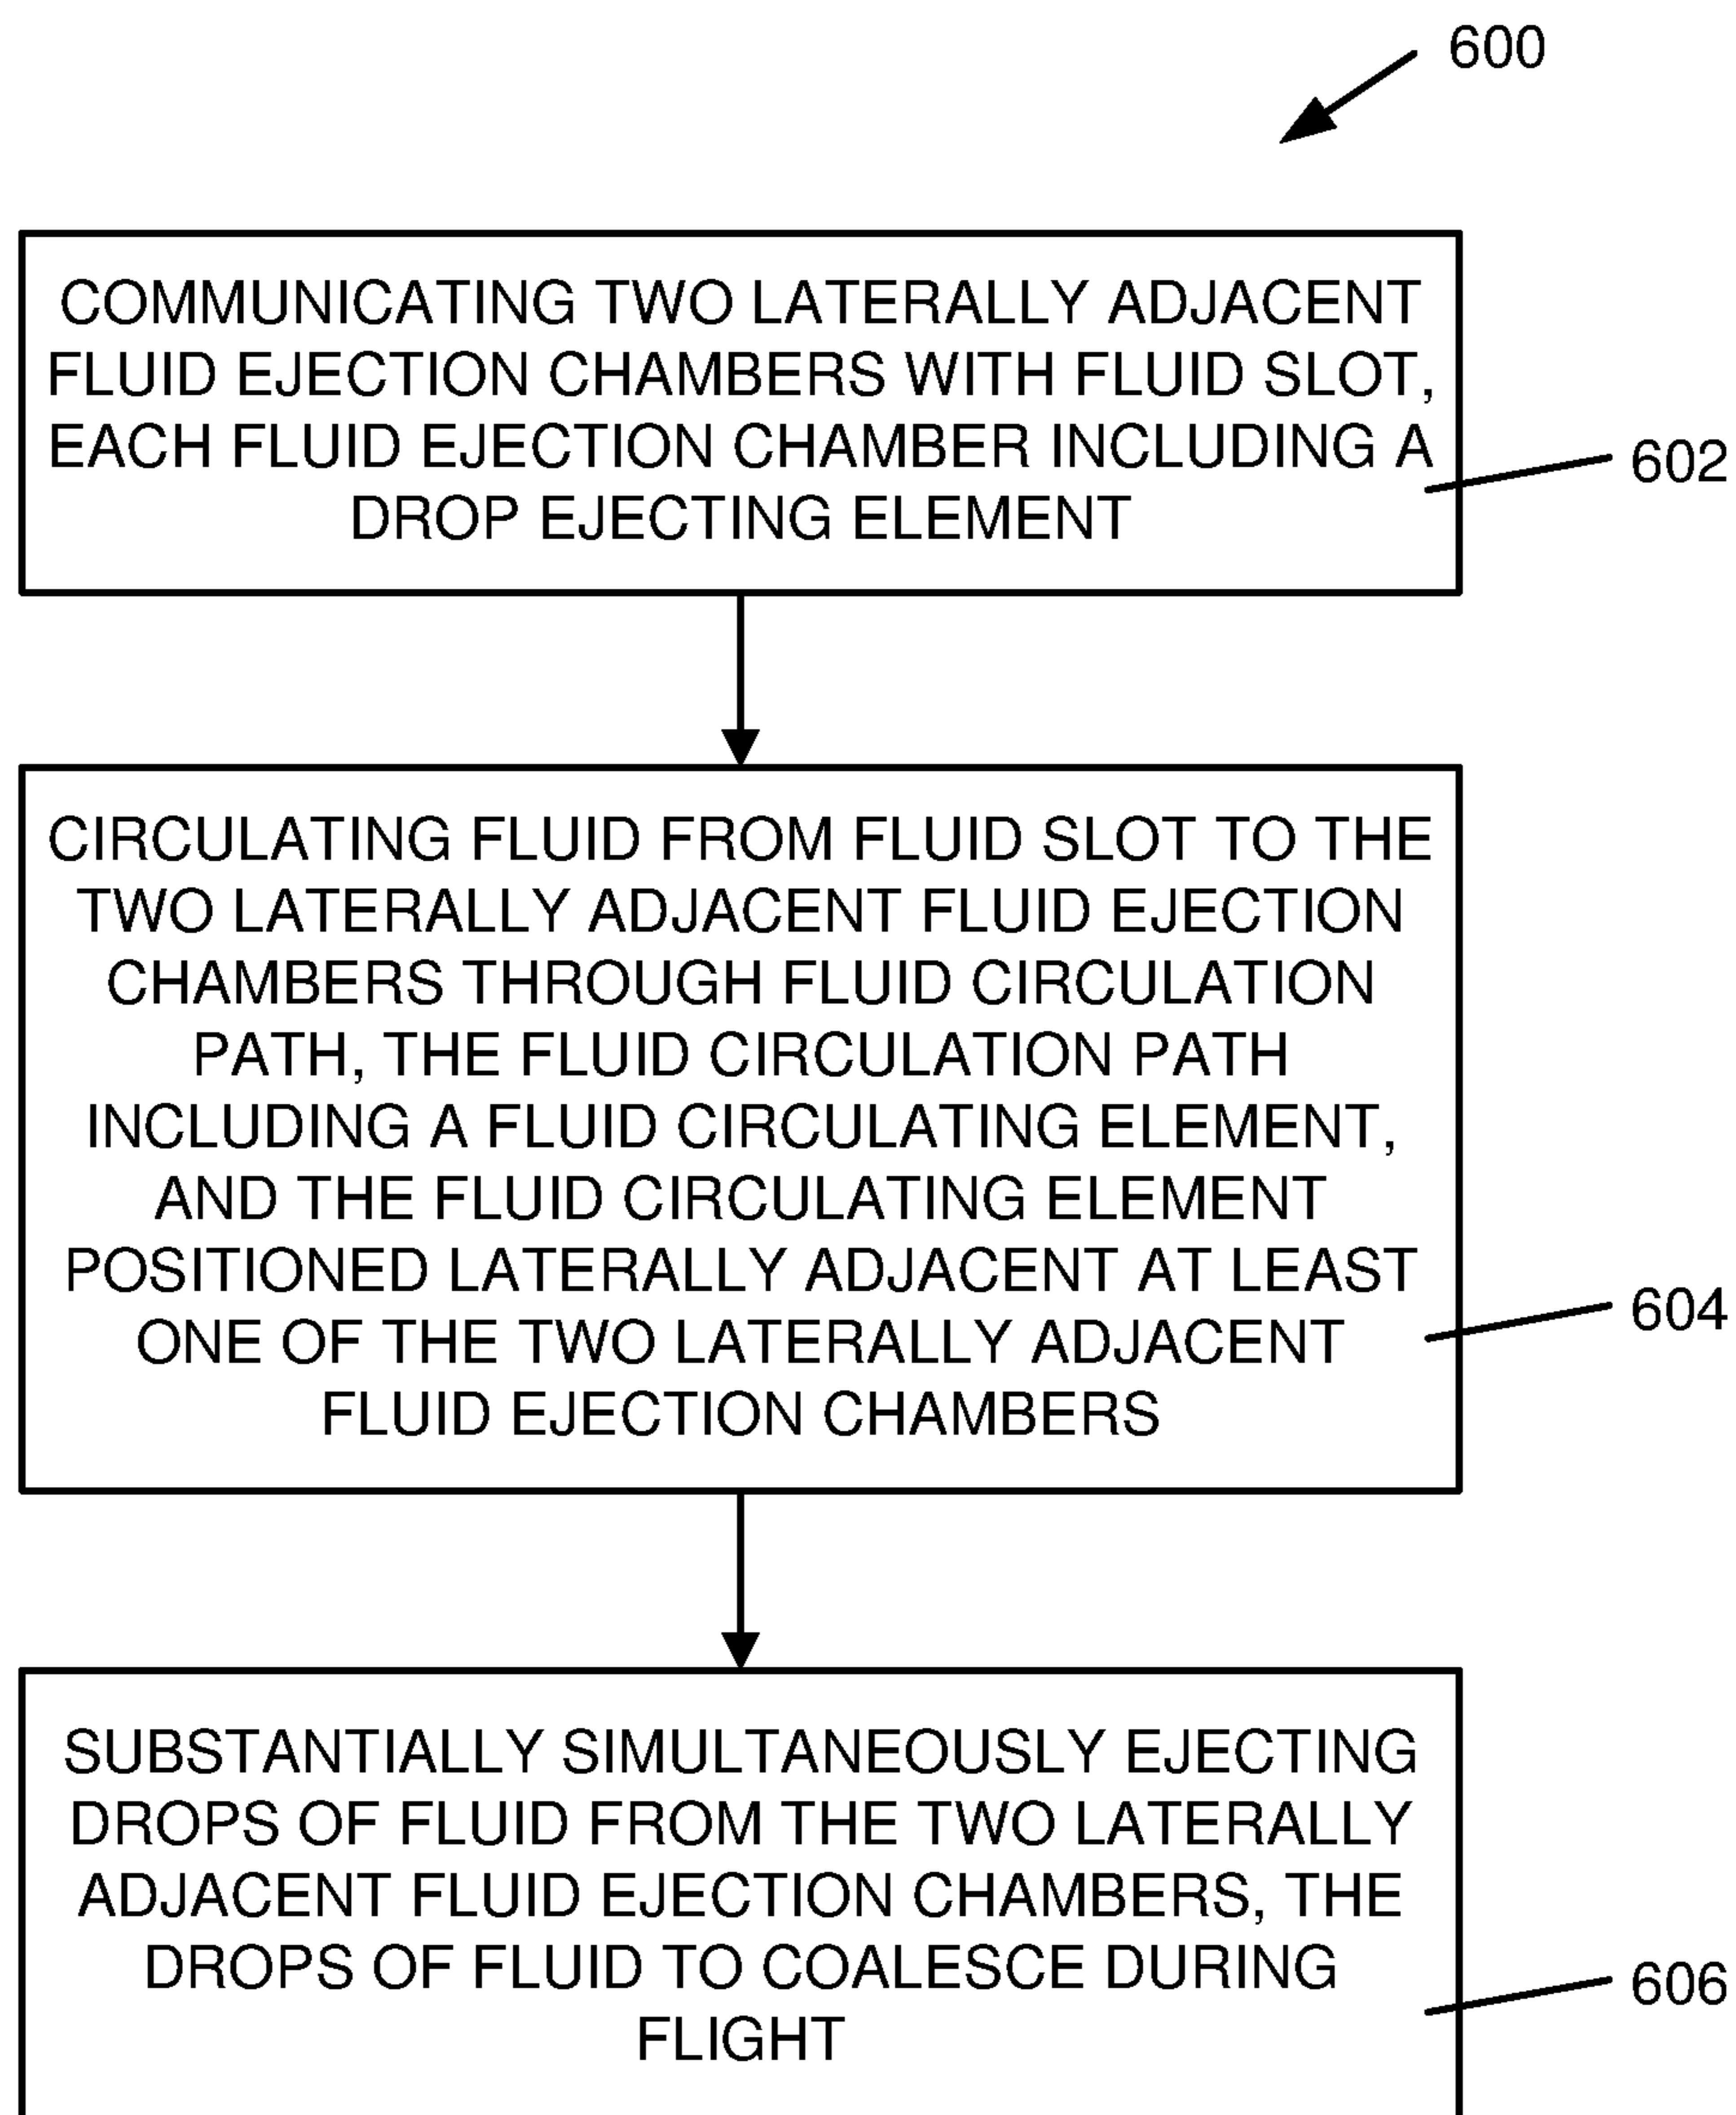 600
COMMUNICATING TWO LATERALLY ADJACENT
FLUID EJECTION CHAMBERS WITH FLUID SLOT,
EACH FLUID EJECTION CHAMBER INCLUDING A
DROP EJECTING ELEMENT
602
CIRCULATING FLUID FROM FLUID SLOT TO THE
TWO LATERALLY ADJACENT FLUID EJECTION
CHAMBERS THROUGH FLUID CIRCULATION
PATH, THE FLUID CIRCULATION PATH
INCLUDING A FLUID CIRCULATING ELEMENT,
AND THE FLUID CIRCULATING ELEMENT
POSITIONED LATERALLY ADJACENT AT LEAST
ONE OF THE TWO LATERALLY ADJACENT
FLUID EJECTION CHAMBERS
604
SUBSTANTIALLY SIMULTANEOUSLY EJECTING
DROPS OF FLUID FROM THE TWO LATERALLY
ADJACENT FLUID EJECTION CHAMBERS, THE
DROPS OF FLUID TO COALESCE DURING
FLIGHT
606